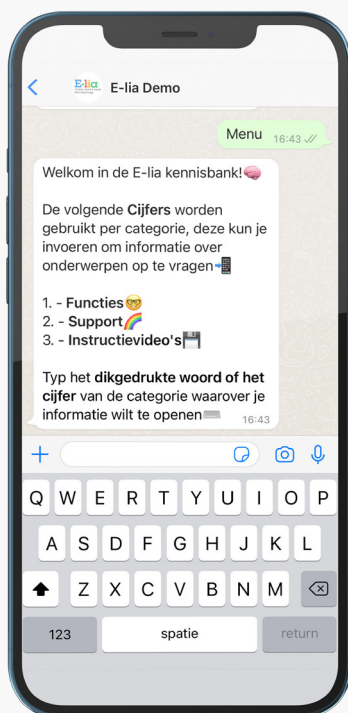 E-lia
E-lia Demo
Menu 16:43
Welkom in de E-lia kennisbank!🧠
De volgende Cijfers worden
gebruikt per categorie, deze kun je
invoeren om informatie over
onderwerpen op te vragen📲
1. - Functies🤓
2. - Support🌈
3. - Instructievideo's💾
Typ het dikgedrukte woord of het
cijfer van de categorie waarover je
informatie wilt te openen⌨️ 16:43
Q W E R T Y U I O P
A S D F G H J K L
Z X C V B N M
123 spatie return